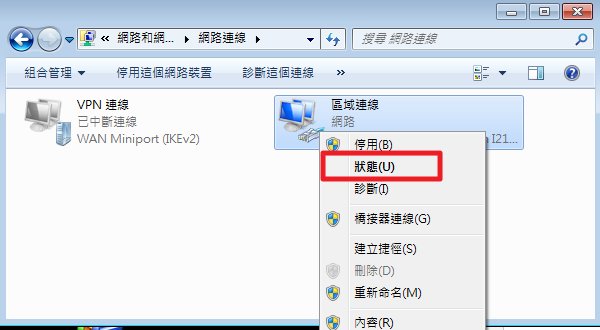 « 網路和網... ▸ 網路連線 ▸
搜尋 網路連線
組合管理 ▼ 停用這個網路裝置 診斷這個連線 »
VPN 連線
已中斷連線
WAN Miniport (IKEv2)
區域連線
網路
I21...
停用(B)
狀態(U)
診斷(I)
橋接器連線(G)
建立捷徑(S)
刪除(D)
重新命名(M)
內容(R)